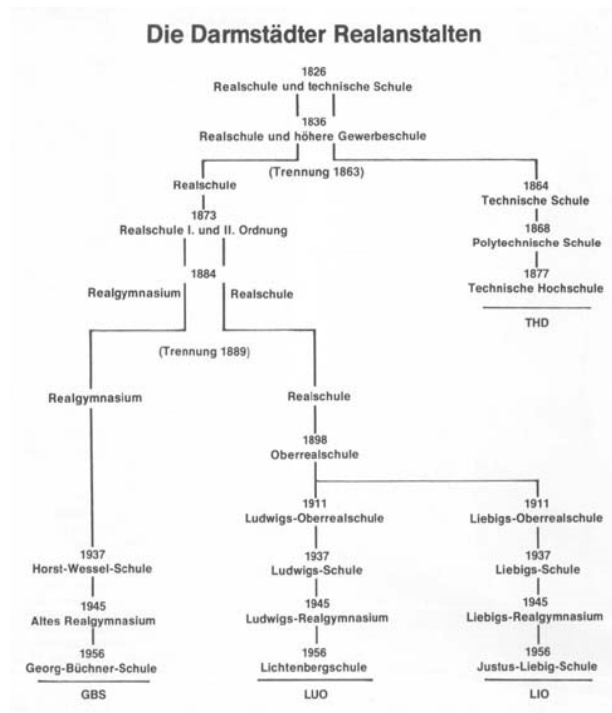 Die Darmstädter Realanstalten
1826
Realschule und technische Schule
1836
Realschule und höhere Gewerbeschule
(Trennung 1863)
Realschule
1864
Technische Schule
1873
Realschule I. und II. Ordnung
1868
Polytechnische Schule
1884
1877
Realgymnasium
Realschule
Technische Hochschule
THD
(Trennung 1889)
Realgymnasium
Realschule
1898
Oberrealschule
1911
Ludwigs-Oberrealschule
1911
Liebigs-Oberrealschule
1937
Horst-Wessel-Schule
1937
Ludwigs-Schule
1937
Liebigs-Schule
1945
Altes Realgymnasium
1945
Ludwigs-Realgymnasium
1945
Liebigs-Realgymnasium
1956
Georg-Büchner-Schule
1956
Lichtenbergschule
1956
Justus-Liebig-Schule
GBS
LUO
LIO